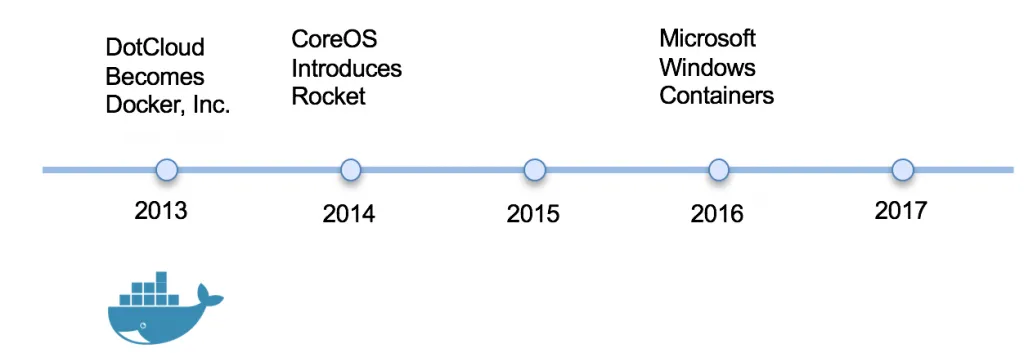 DotCloud
Becomes
Docker, Inc.
CoreOS
Introduces
Rocket
Microsoft
Windows
Containers
2013
2014
2015
2016
2017